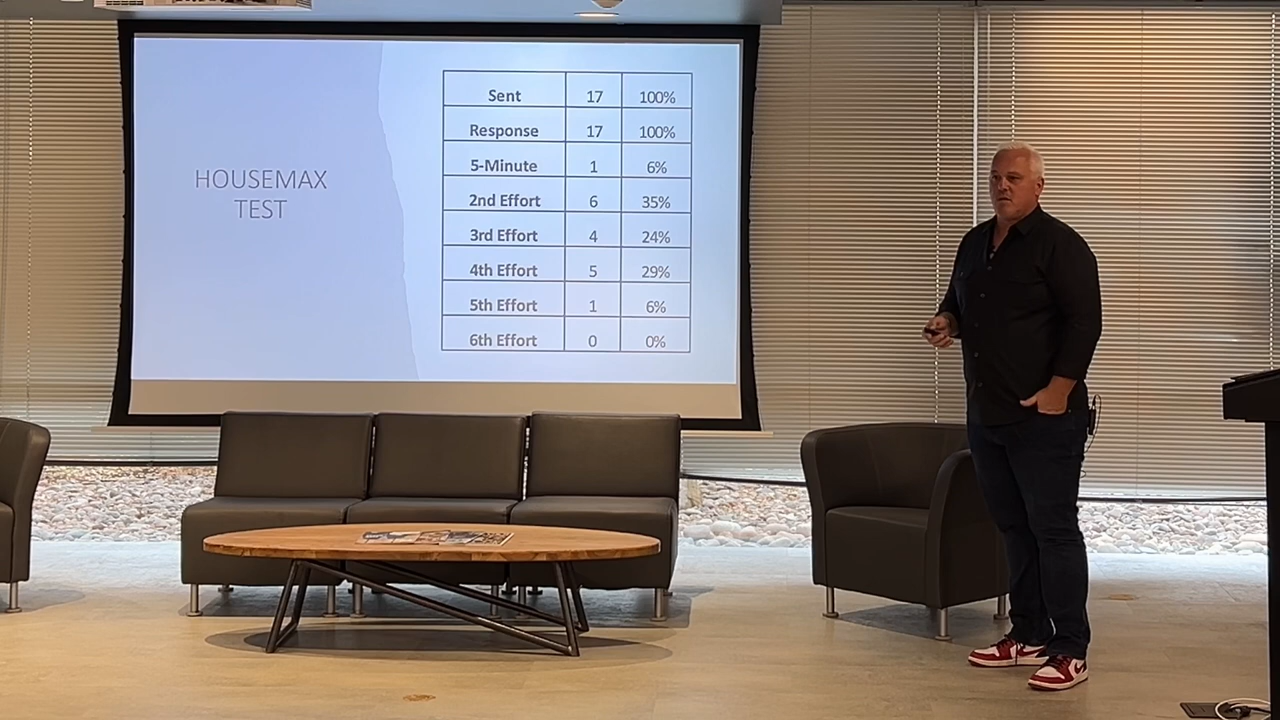 HOUSEMAX
TEST
Sent 17 100%
Response 17 100%
5-Minute 1 6%
2nd Effort 6 35%
3rd Effort 4 24%
4th Effort 5 29%
5th Effort 1 6%
6th Effort 0 0%